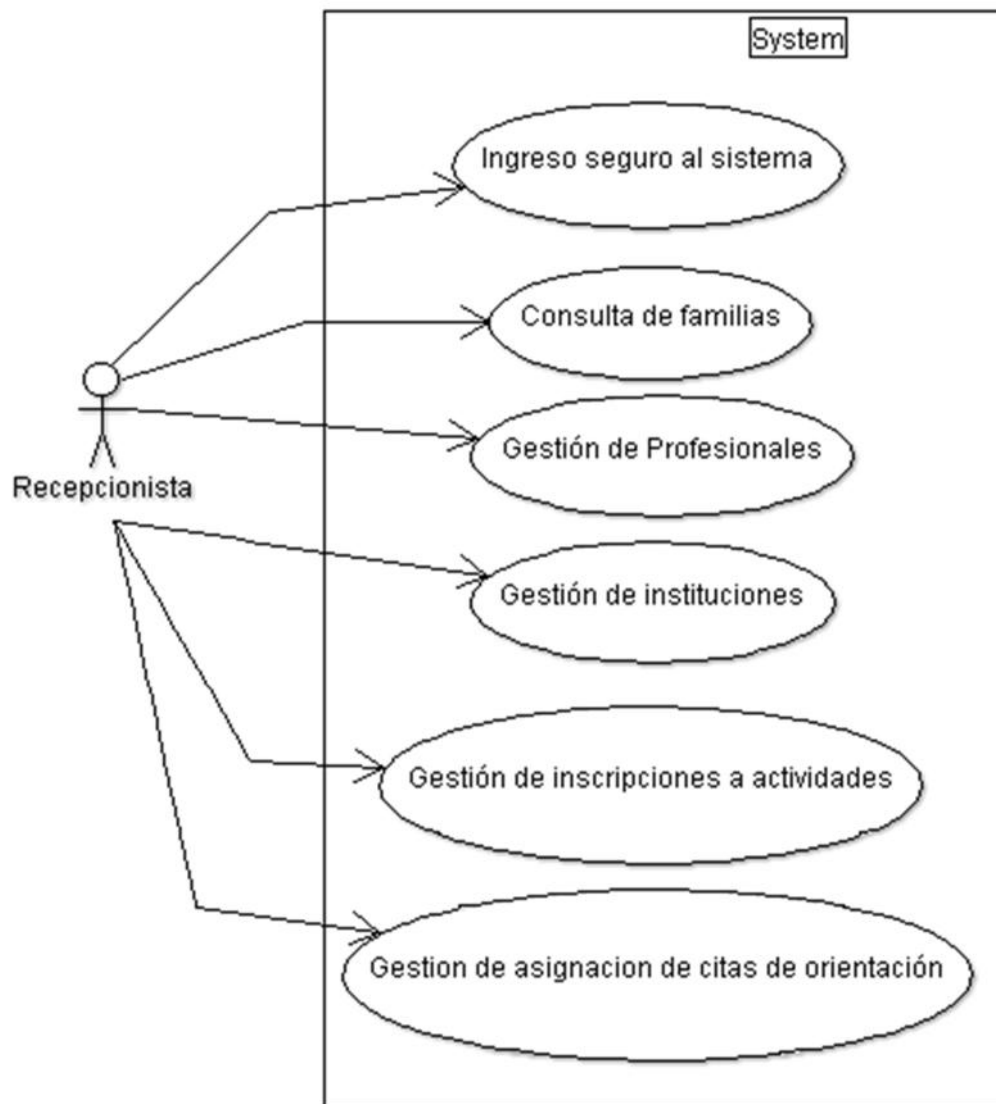 System
Ingreso seguro al sistema
Consulta de familias
Gestión de Profesionales
Recepcionista
Gestión de instituciones
Gestión de inscripciones a actividades
Gestion de asignacion de citas de orientación